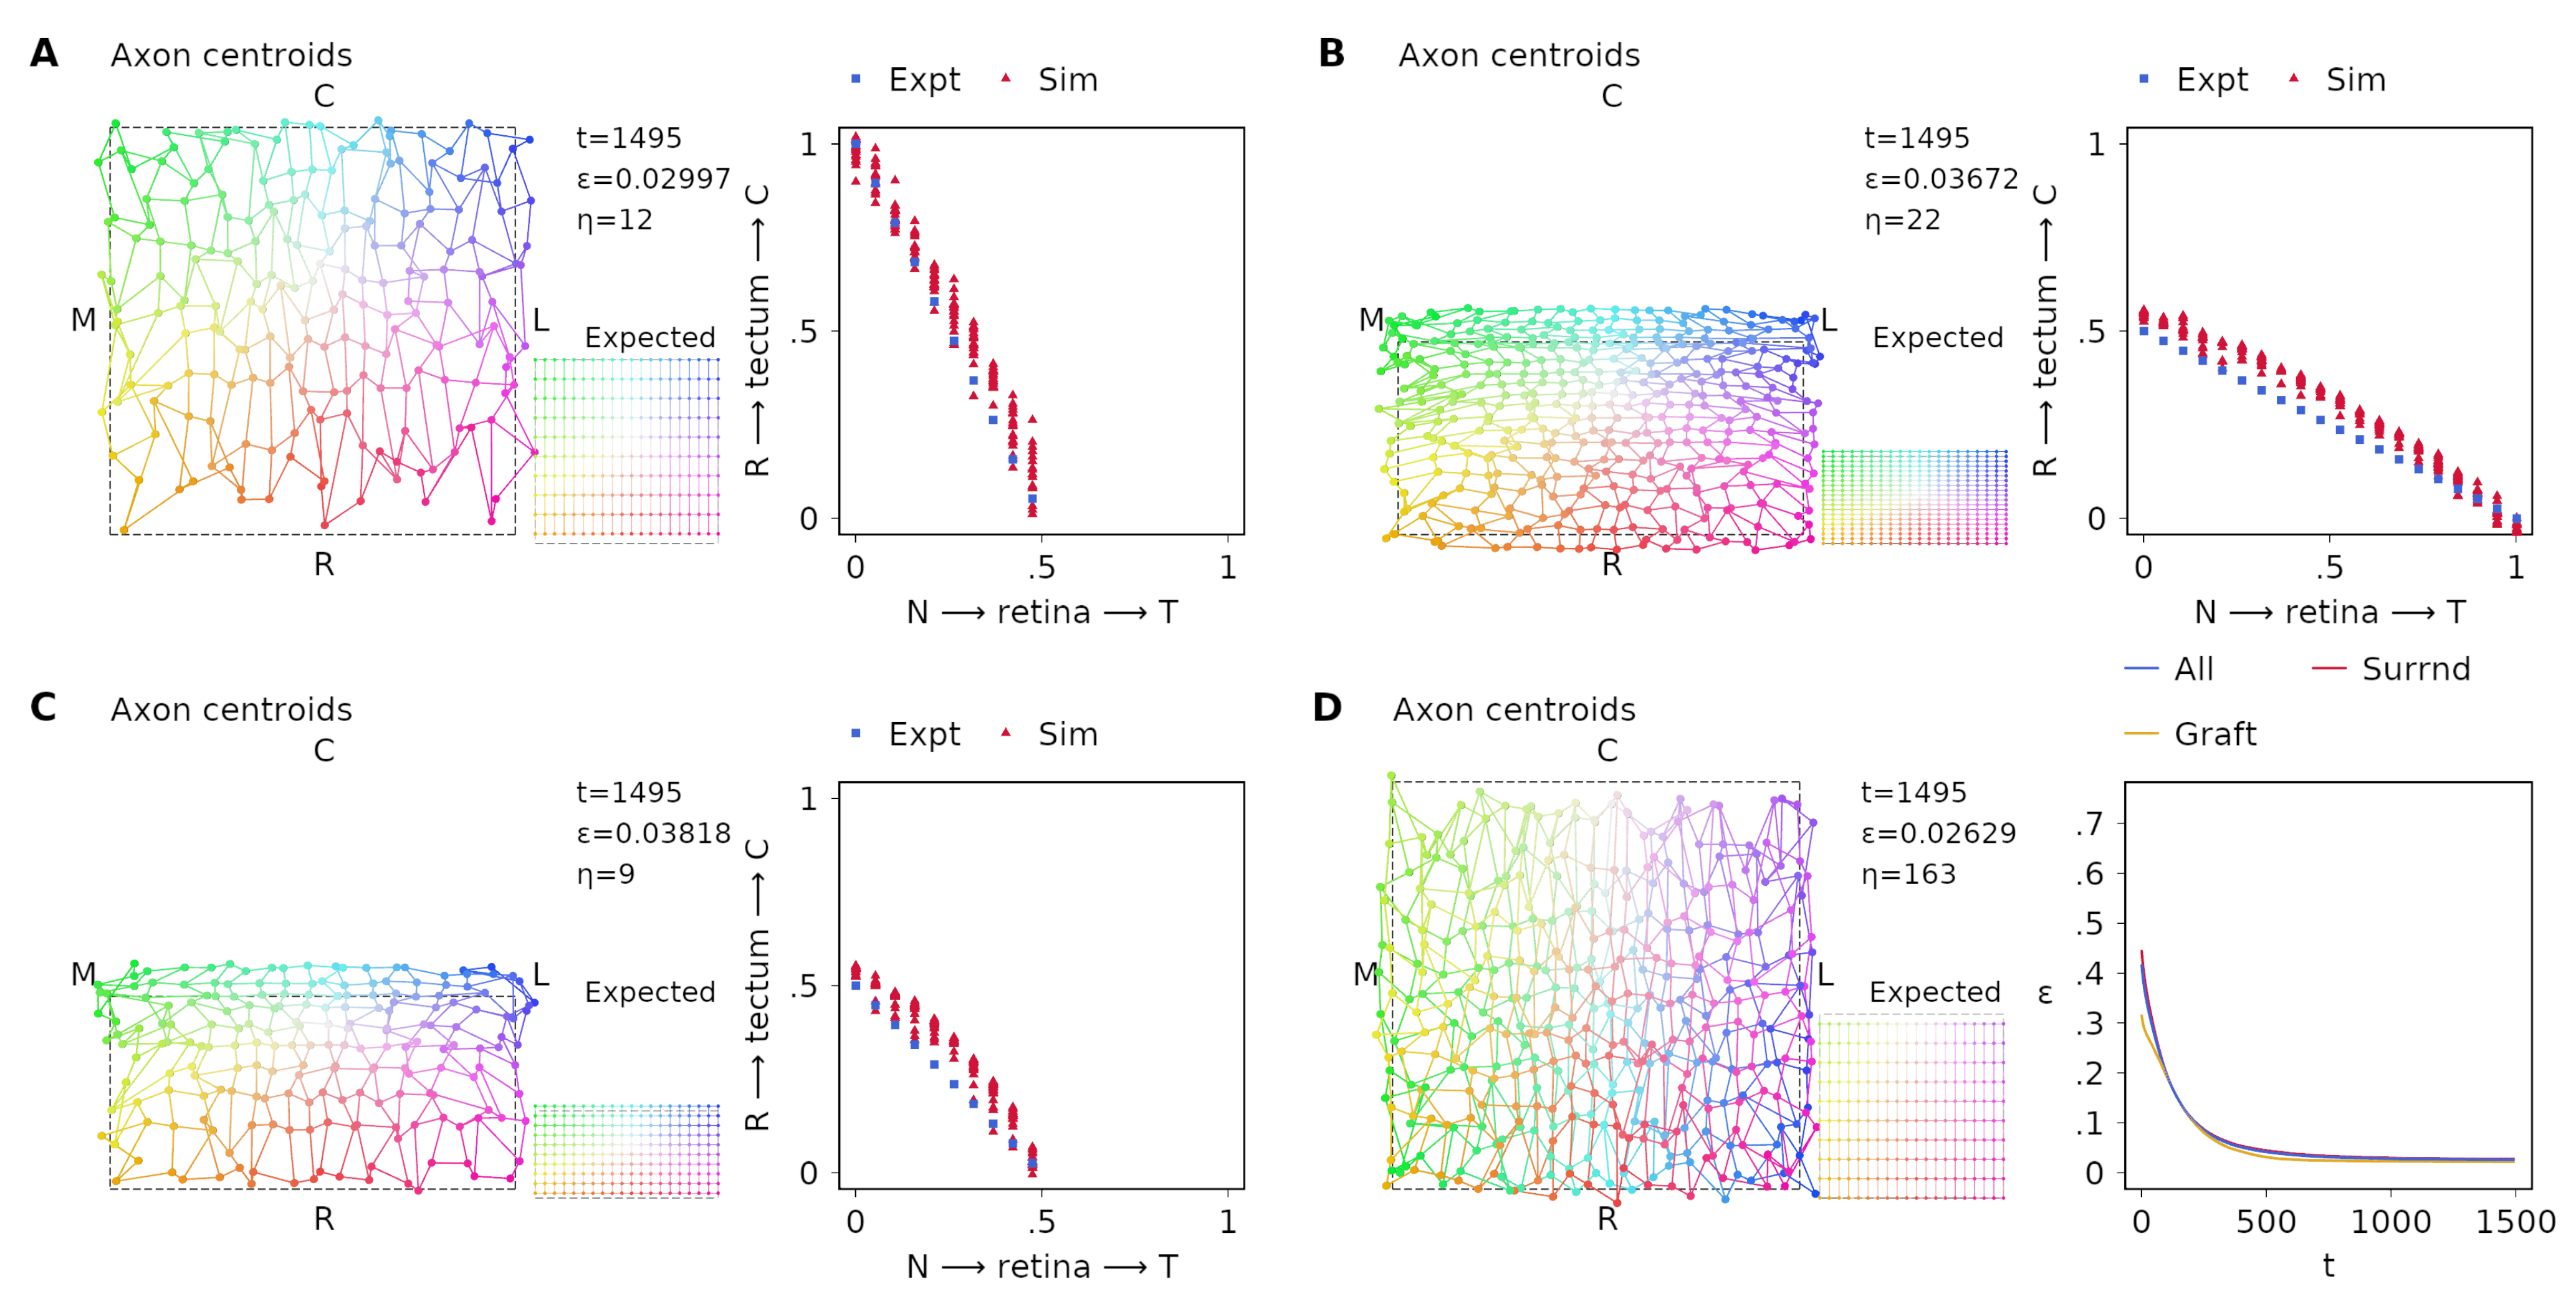 A
Axon centroids
C
M
L
R
t=1495
ε=0.02997
η=12
Expected
Expt
Sim
R ⟶ tectum ⟶ C
1
.5
0
0 .5 1
N ⟶ retina ⟶ T
B
Axon centroids
C
M
L
R
t=1495
ε=0.03672
η=22
Expected
Expt
Sim
R ⟶ tectum ⟶ C
1
.5
0
0 .5 1
N ⟶ retina ⟶ T
C
Axon centroids
C
M
L
R
t=1495
ε=0.03818
η=9
Expected
Expt
Sim
R ⟶ tectum ⟶ C
1
.5
0
0 .5 1
N ⟶ retina ⟶ T
D
Axon centroids
C
M
L
R
t=1495
ε=0.02629
η=163
Expected
All
Surrnd
Graft
ε
.7
.6
.5
.4
.3
.2
.1
0
0 500 1000 1500
t